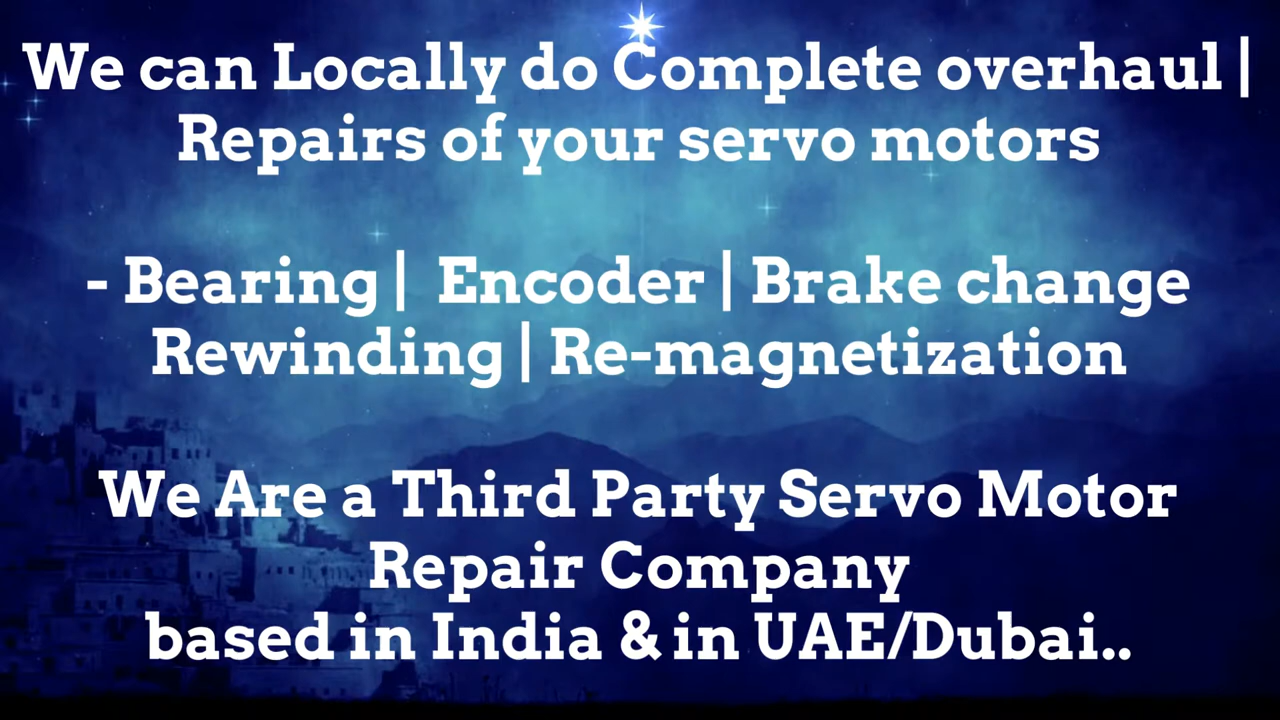 We can Locally do Complete overhaul |
Repairs of your servo motors
- Bearing | Encoder | Brake change
Rewinding | Re-magnetization
We Are a Third Party Servo Motor
Repair Company
based in India & in UAE/Dubai..